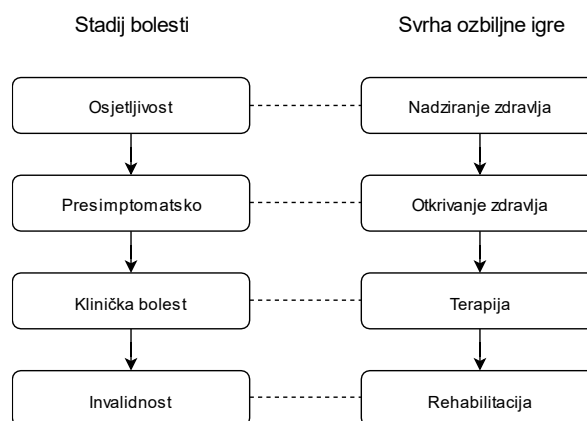 Stadij bolesti
Svrha ozbiljne igre
Osjetljivost
Nadziranje zdravlja
Presimptomatsko
Otkrivanje zdravlja
Klinička bolest
Terapija
Invalidnost
Rehabilitacija